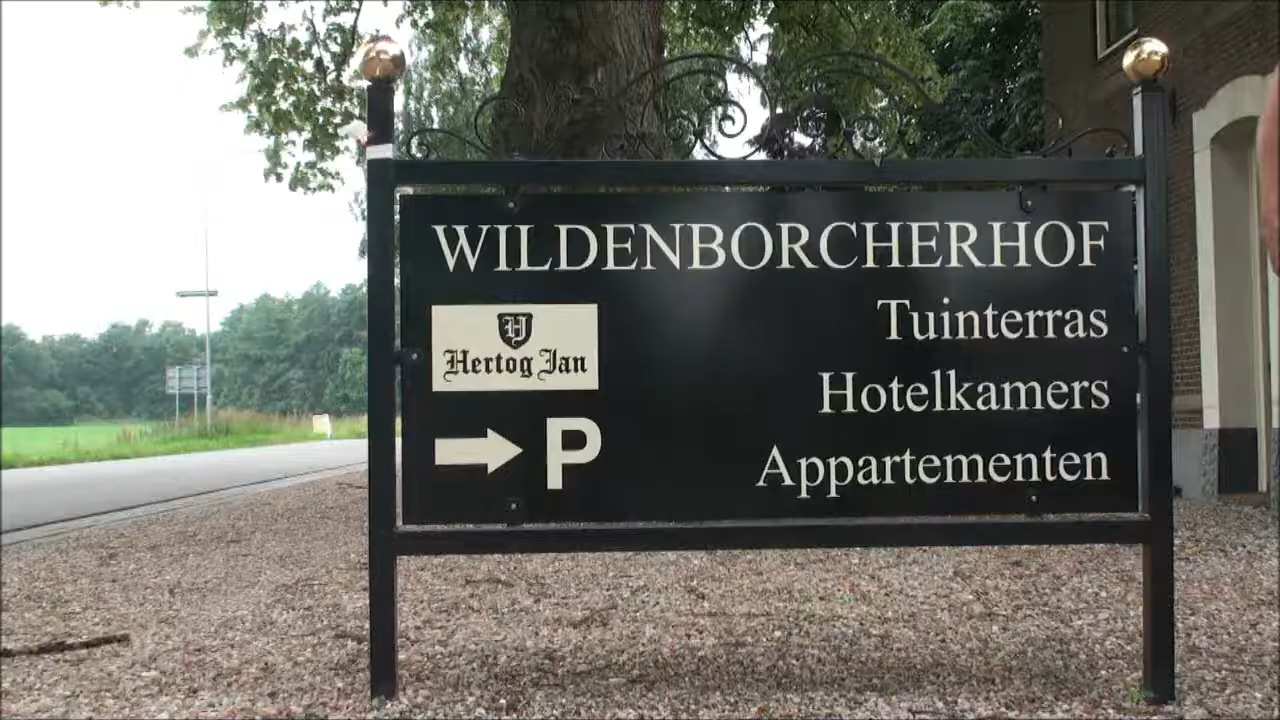 WILDENBORCHERHOF
Tuinterras
H
Hertog Jan
Hotelkamers
P
Appartementen